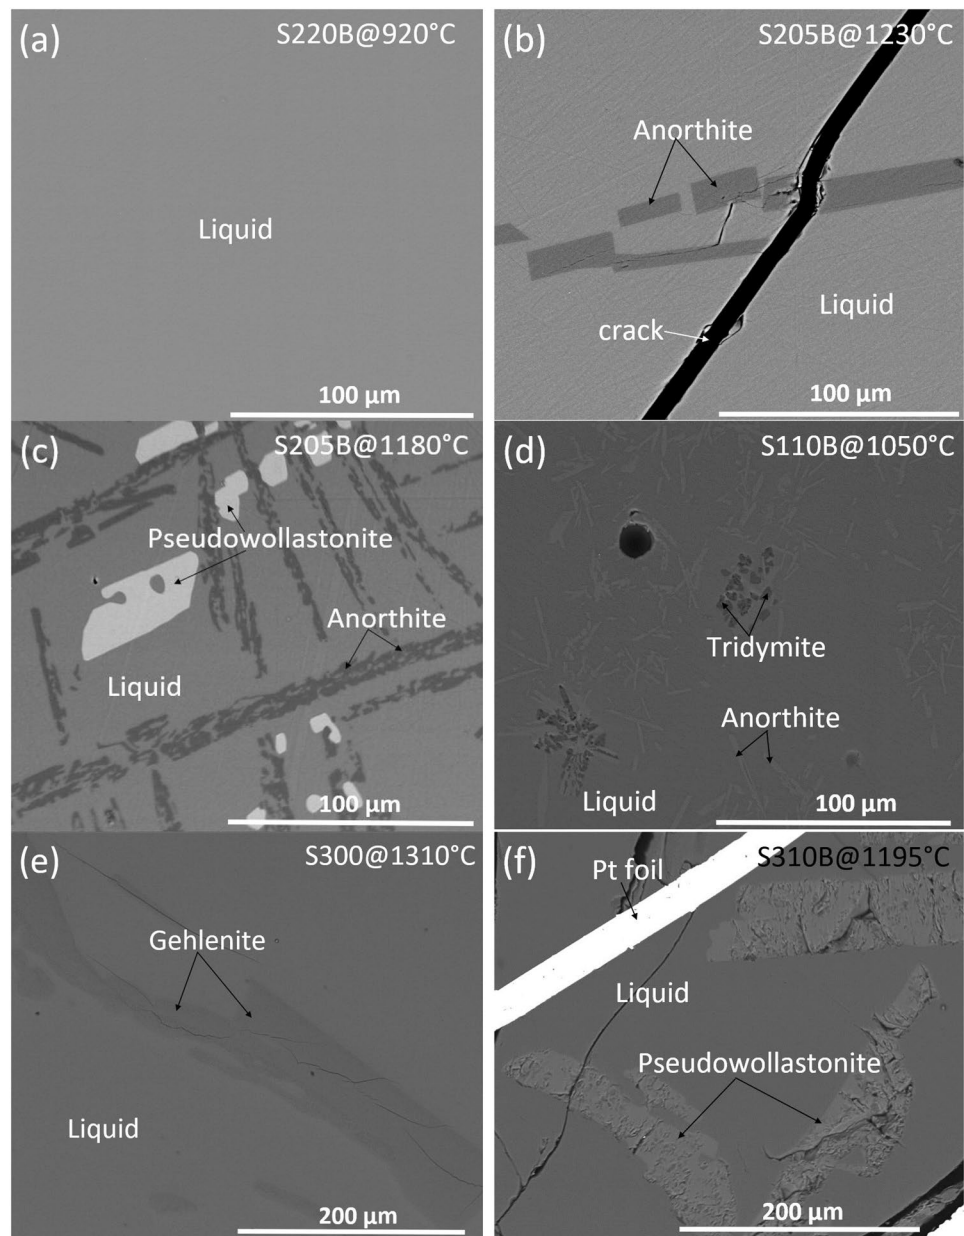 (a)
S220B@920°C
Liquid
100 µm
(b)
S205B@1230°C
Anorthite
Liquid
crack
100 µm
(c)
S205B@1180°C
Pseudowollastonite
Anorthite
Liquid
100 µm
(d)
S110B@1050°C
Tridymite
Anorthite
Liquid
100 µm
(e)
S300@1310°C
Gehlenite
Liquid
200 µm
(f)
S310B@1195°C
Pt foil
Liquid
Pseudowollastonite
200 µm